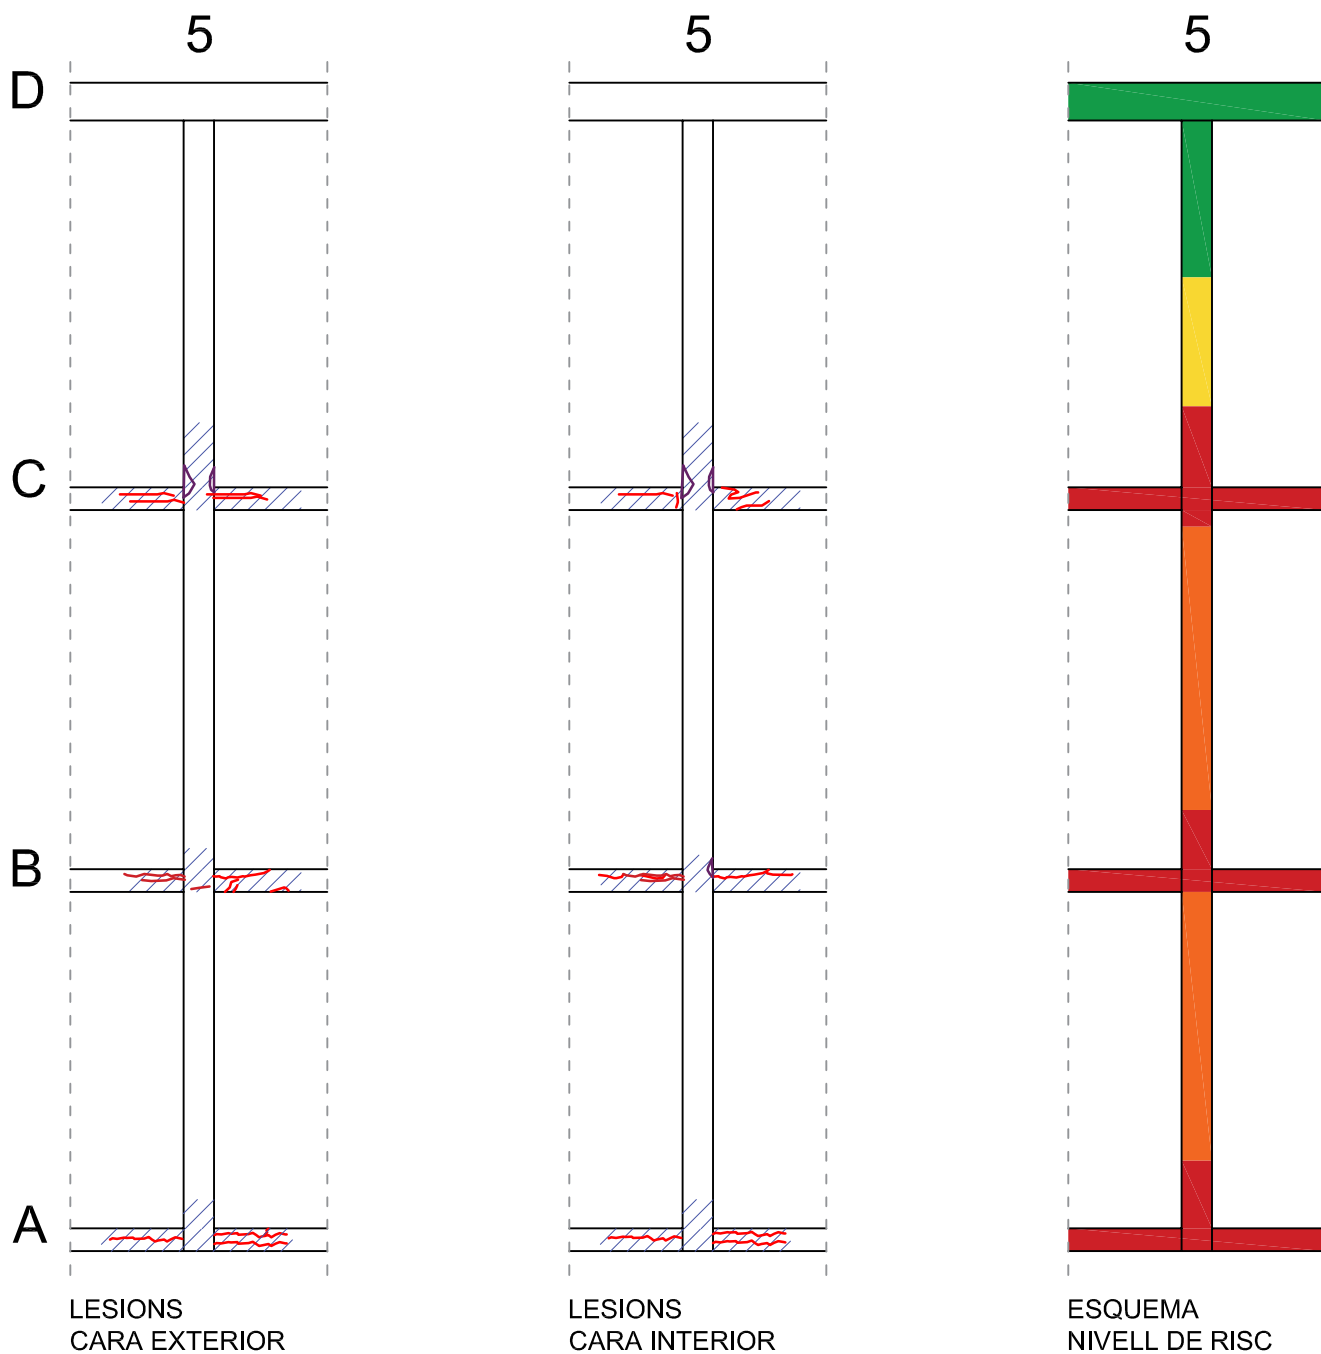 5 5 5
D
C
B
A
LESIONS
CARA EXTERIOR
LESIONS
CARA INTERIOR
ESQUEMA
NIVELL DE RISC